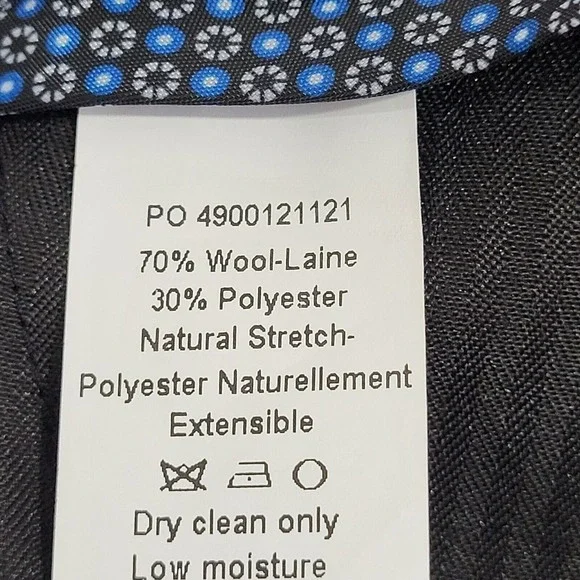 PO 4900121121
70% Wool-Laine
30% Polyester
Natural Stretch-
Polyester Naturellement
Extensible
Dry clean only
Low moisture